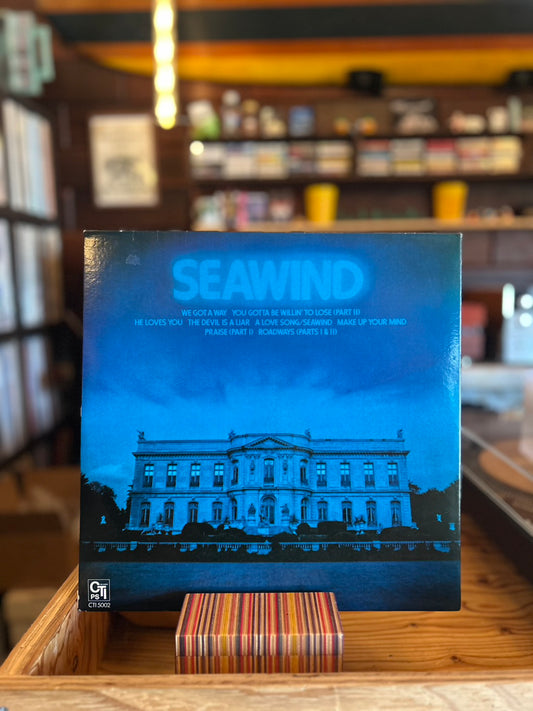 SEAWIND
WE GOT A WAY YOU GOTTA BE WILLIN' TO LOSE (PART II)
HE LOVES YOU THE DEVIL IS A LIAR A LOVE SONG/SEAWIND MAKE UP YOUR MIND
PRAISE (PART I) ROADWAYS (PARTS I & II)
CTI
PS
CTI 5002